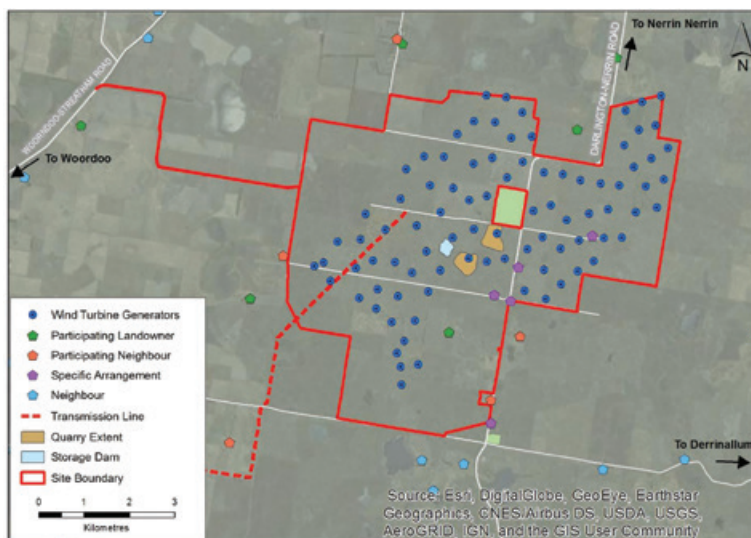 To Nerrin Nerrin
N
WOORNDOO-STREATHAM ROAD
DARLINGTON-NERRIN ROAD
To Woordoo
Wind Turbine Generators
Participating Landowner
Participating Neighbour
Specific Arrangement
Neighbour
Transmission Line
Quarry Extent
Storage Dam
Site Boundary
0 1 2 3
Kilometres
To Derrinallum
Source: Esri, DigitalGlobe, GeoEye, Earthstar
Geographics, CNES/Airbus DS, USDA, USGS,
AeroGRID, IGN, and the GIS User Community